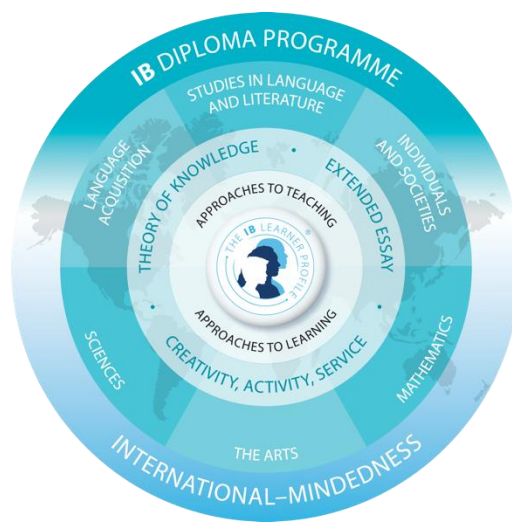 IB DIPLOMA PROGRAMME
STUDIES IN LANGUAGE
AND LITERATURE
LANGUAGE
ACQUISITION
INDIVIDUALS
AND SOCIETIES
THEORY OF KNOWLEDGE
•
EXTENDED ESSAY
•
CREATIVITY, ACTIVITY, SERVICE
•
APPROACHES TO TEACHING
THE IB LEARNER PROFILE
®
APPROACHES TO LEARNING
SCIENCES
MATHEMATICS
THE ARTS
INTERNATIONAL–MINDEDNESS